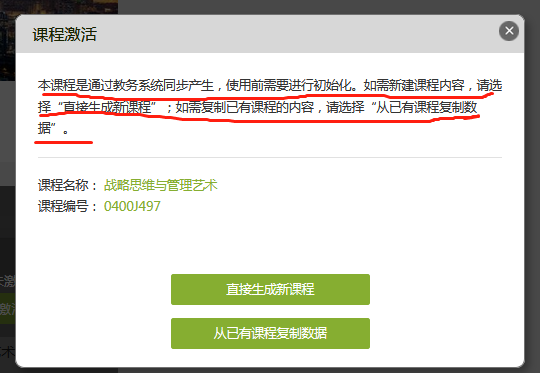 课程激活
本课程是通过教务系统同步产生，使用前需要进行初始化。如需新建课程内容，请选
择“直接生成新课程”；如需复制已有课程的内容，请选择“从已有课程复制数
据”。
课程名称： 战略思维与管理艺术
课程编号： 0400J497
直接生成新课程
从已有课程复制数据